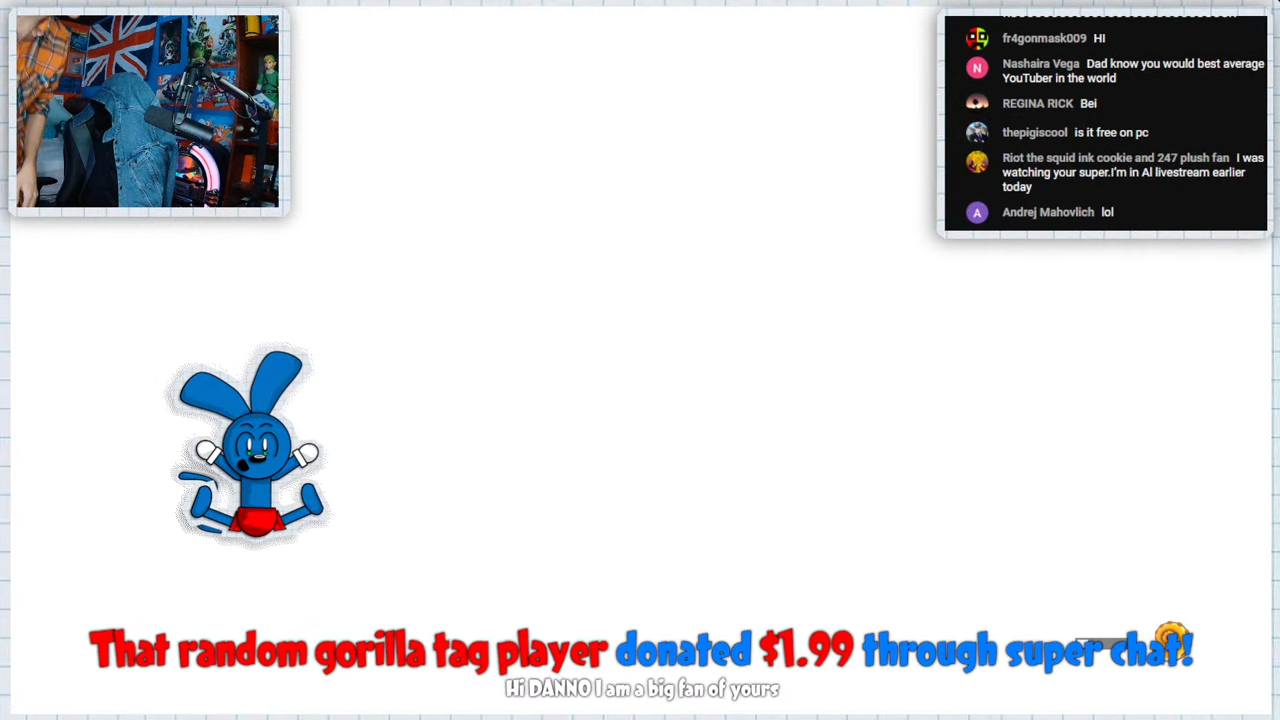 fr4gonmask009 HI
Nashaira Vega Dad know you would best average
YouTuber in the world
REGINA RICK Bei
thepigiscool is it free on pc
Riot the squid ink cookie and 247 plush fan I was
watching your super.I'm in Al livestream earlier
today
Andrej Mahovlich lol
That random gorilla tag player donated $1.99 through super chat!
Hi DANNO I am a big fan of yours